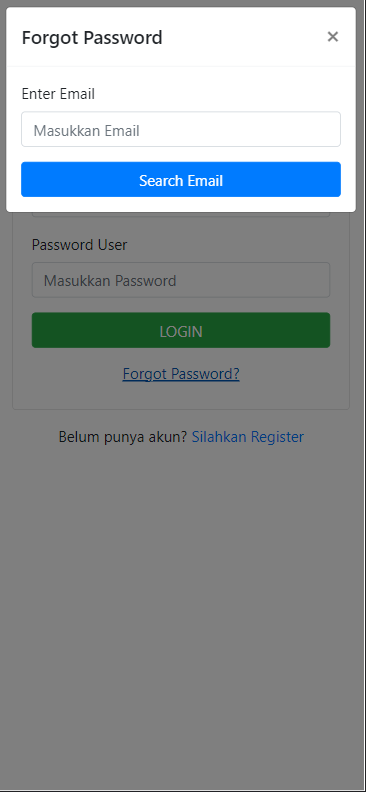 Forgot Password ×
Enter Email
Masukkan Email
Search Email
Password User
Masukkan Password
LOGIN
Forgot Password?
Belum punya akun? Silahkan Register